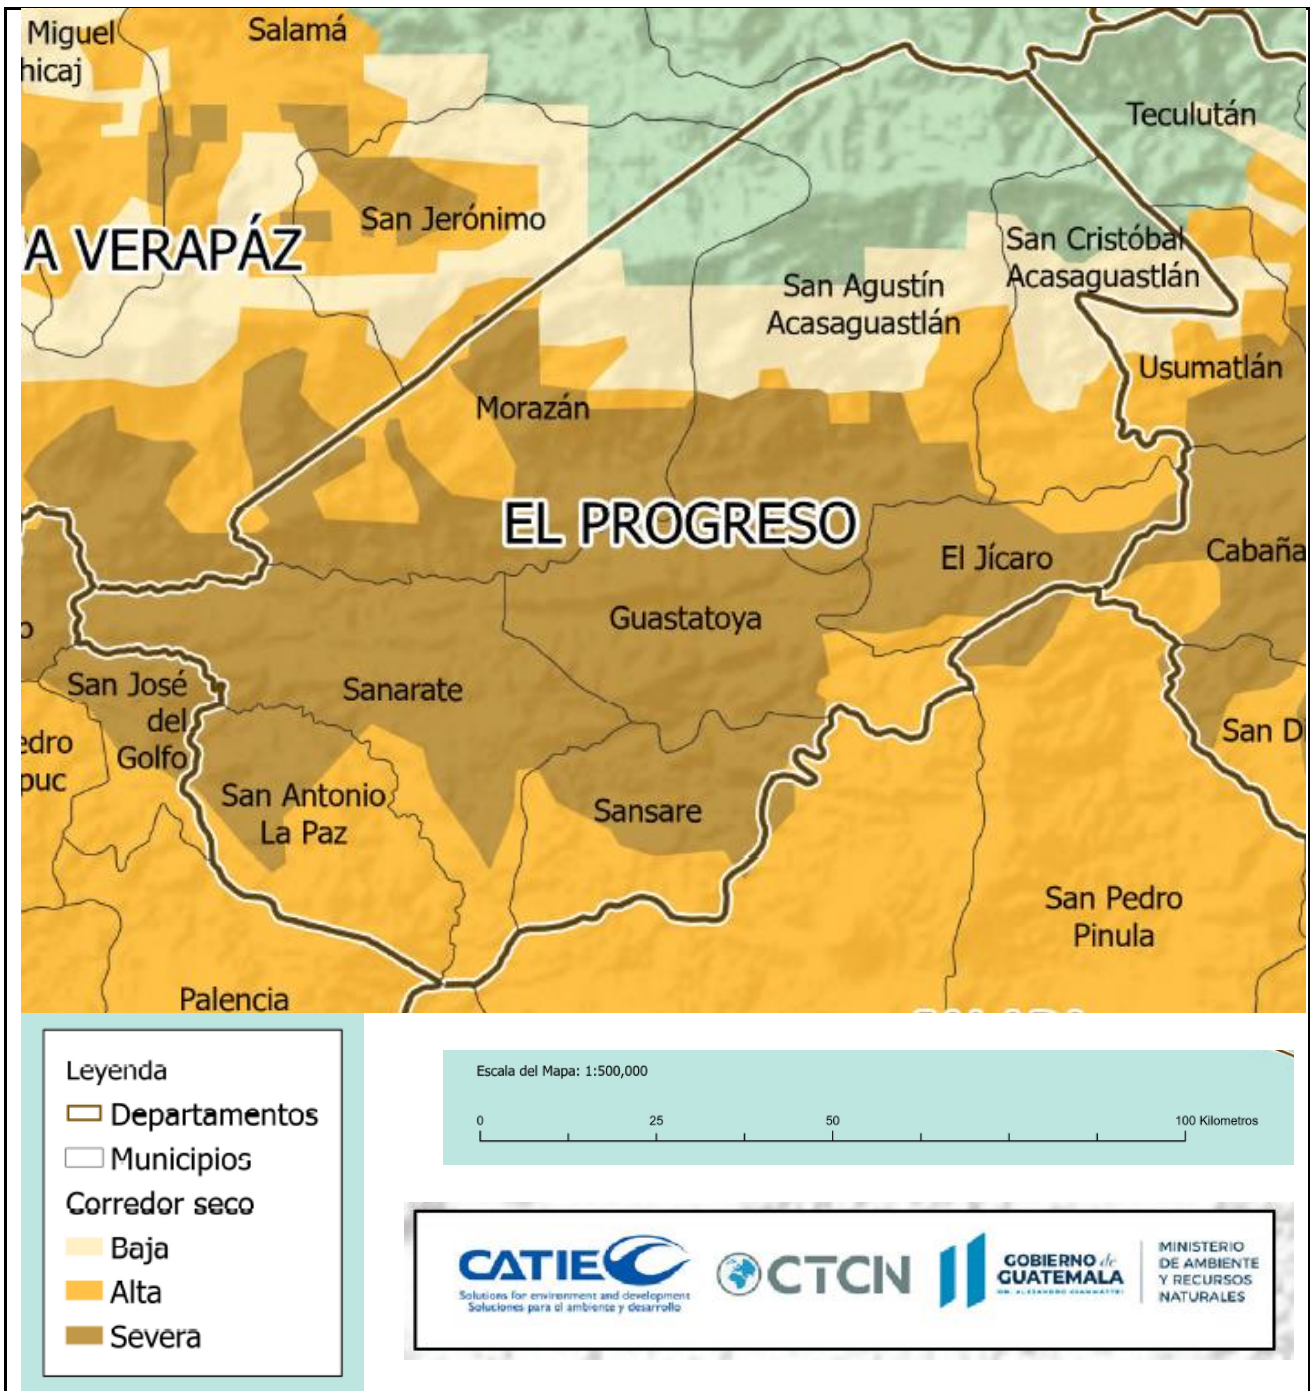 Miguel
hicaj
Salamá
Teculután
San Jerónimo
A VERAPÁZ
San Cristóbal
Acasaguastlán
San Agustín
Acasaguastlán
Usumatlán
Morazán
EL PROGRESO
El Jícaro
Cabaña
Guastatoya
o
San José
del
Golfo
Sanarate
edro
puc
San D
San Antonio
La Paz
Sansare
San Pedro
Pinula
Palencia
Leyenda
Departamentos
Municipios
Corredor seco
Baja
Alta
Severa
Escala del Mapa: 1:500,000
0 25 50 100 Kilometros
CATIE
Solutions for environment and development
Soluciones para el ambiente y desarrollo
CTCN
GOBIERNO de
GUATEMALA
DR. ALEJANDRO GIAMMATTEI
MINISTERIO
DE AMBIENTE
Y RECURSOS
NATURALES